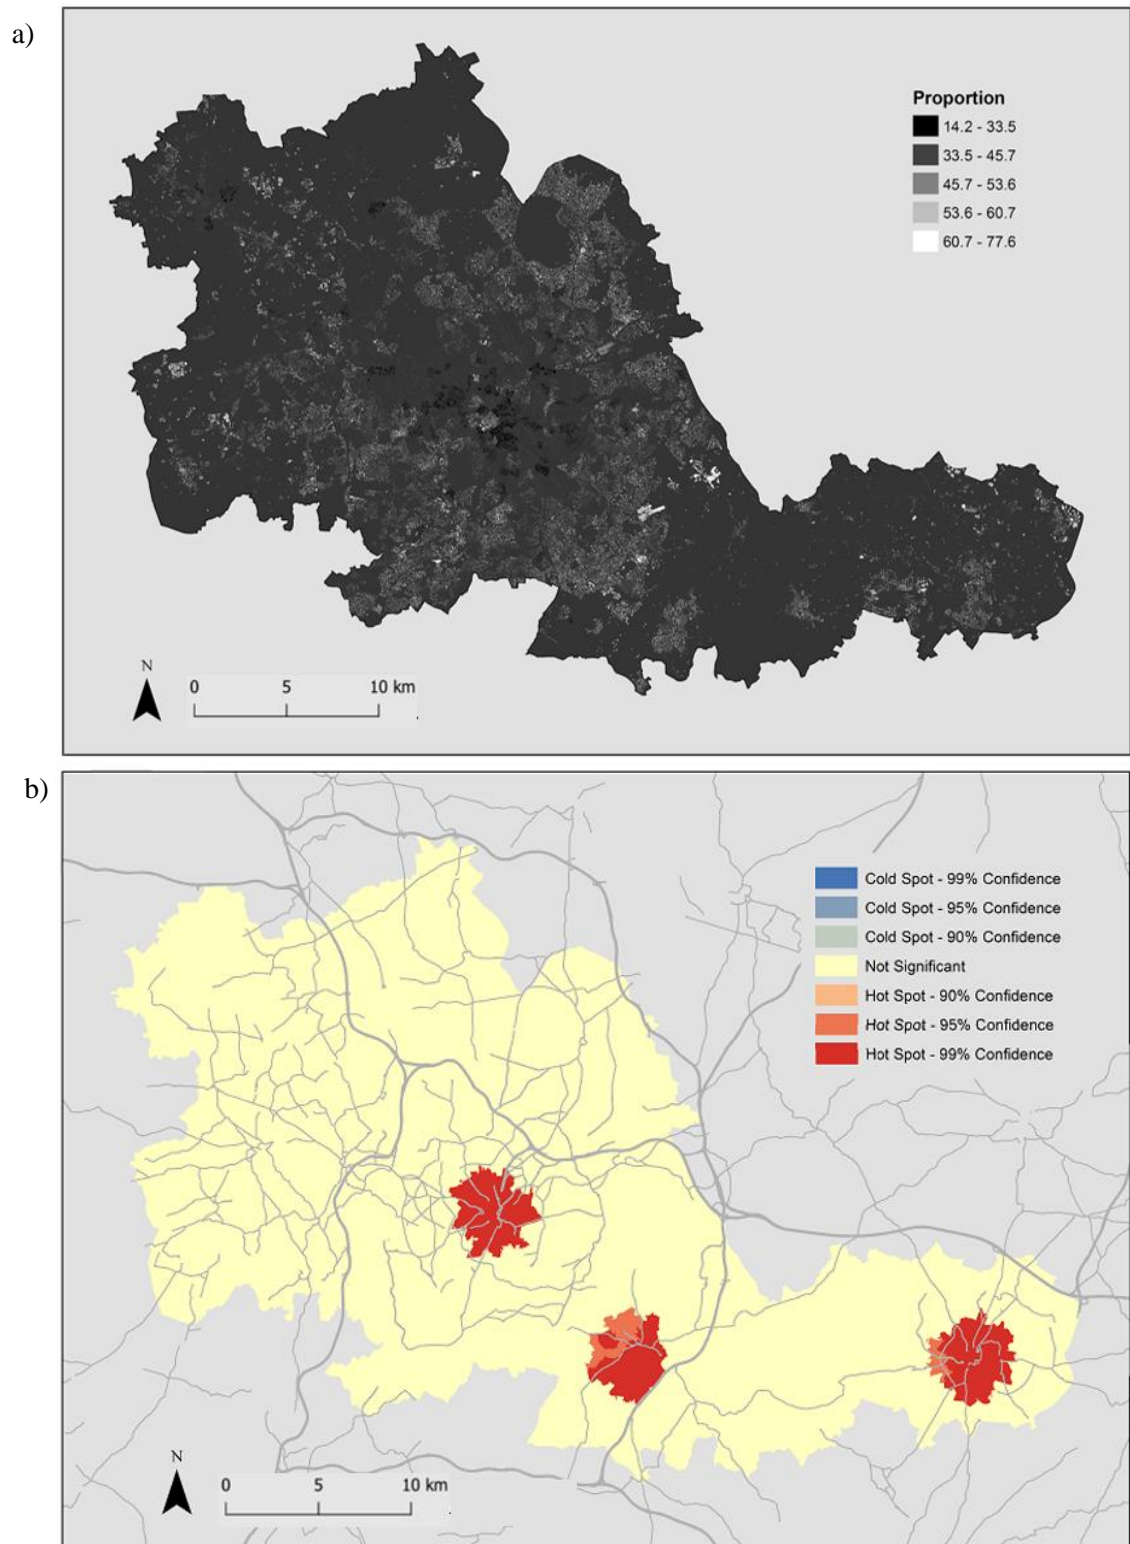 a)
Proportion
14.2 - 33.5
33.5 - 45.7
45.7 - 53.6
53.6 - 60.7
60.7 - 77.6
N
0 5 10 km
b)
Cold Spot - 99% Confidence
Cold Spot - 95% Confidence
Cold Spot - 90% Confidence
Not Significant
Hot Spot - 90% Confidence
Hot Spot - 95% Confidence
Hot Spot - 99% Confidence
N
0 5 10 km